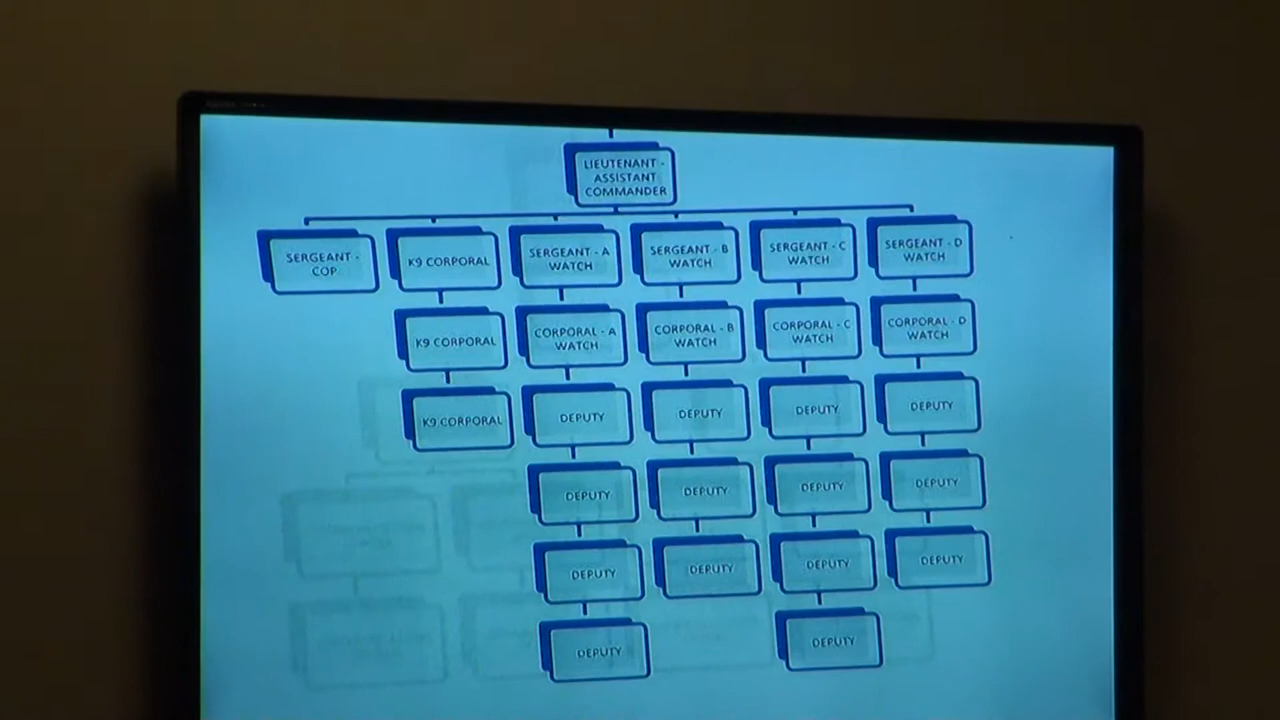 LIEUTENANT -
ASSISTANT
COMMANDER
SERGEANT -
COP
K9 CORPORAL
SERGEANT - A
WATCH
SERGEANT - B
WATCH
SERGEANT - C
WATCH
SERGEANT - D
WATCH
K9 CORPORAL
CORPORAL - A
WATCH
CORPORAL - B
WATCH
CORPORAL - C
WATCH
CORPORAL - D
WATCH
K9 CORPORAL
DEPUTY
DEPUTY
DEPUTY
DEPUTY
DEPUTY
DEPUTY
DEPUTY
DEPUTY
DEPUTY
DEPUTY
DEPUTY
DEPUTY
DEPUTY
DEPUTY